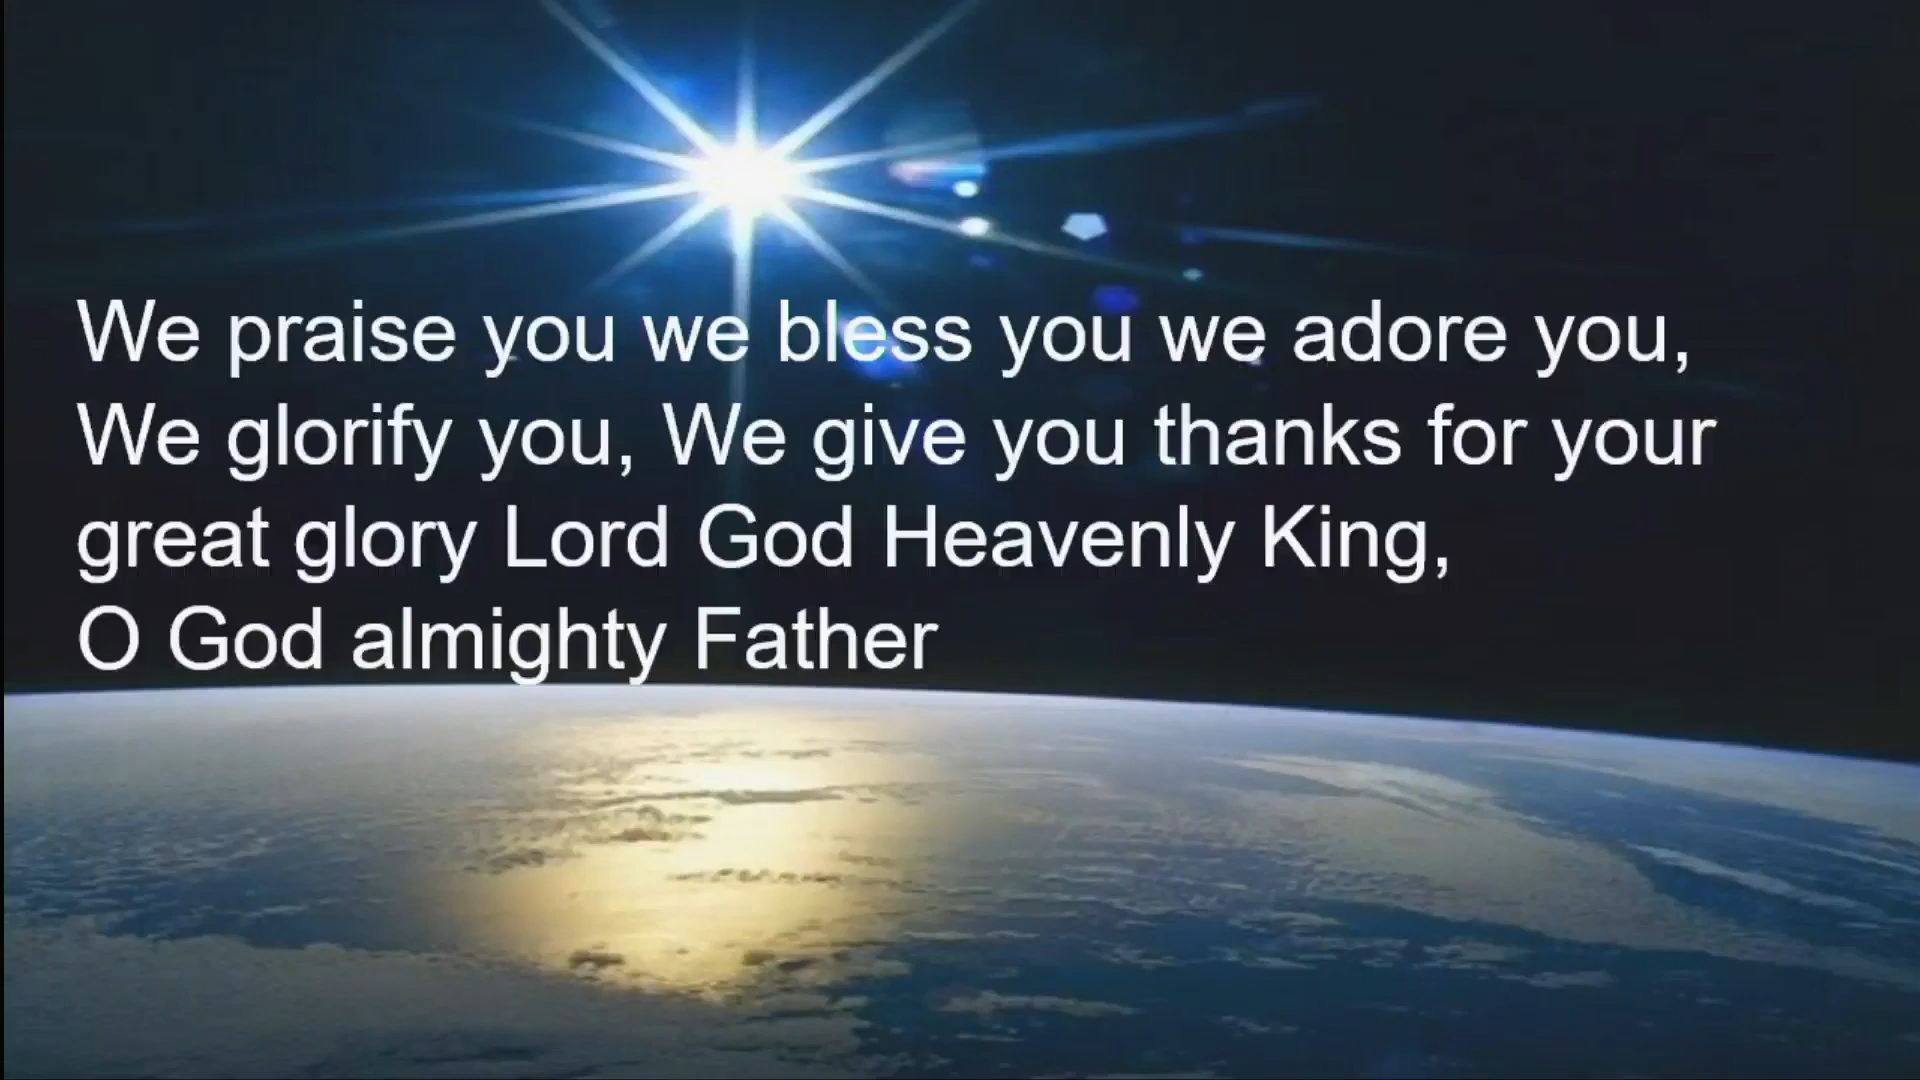 We praise you we bless you we adore you,
We glorify you, We give you thanks for your
great glory Lord God Heavenly King,
O God almighty Father